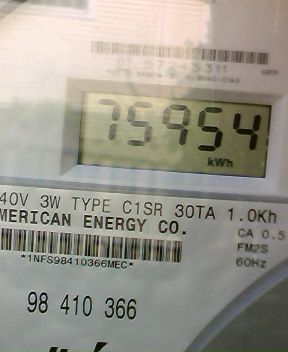 75954
kWh
40V 3W TYPE C1SR 30TA 1.0Kh
MERICAN ENERGY CO.
CA 0.5
FM2S
60Hz
*1NFS98410366MEC*
98 410 366